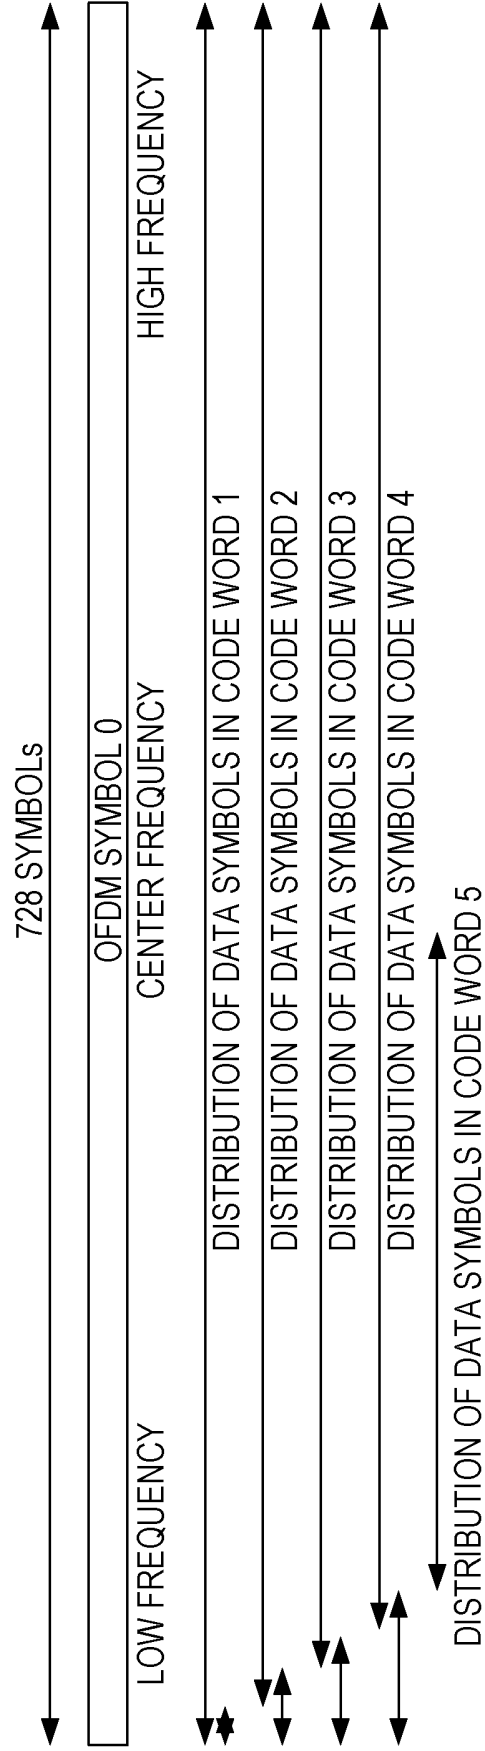 728 SYMBOLs
OFDM SYMBOL 0
LOW FREQUENCY
CENTER FREQUENCY
HIGH FREQUENCY
DISTRIBUTION OF DATA SYMBOLS IN CODE WORD 1
DISTRIBUTION OF DATA SYMBOLS IN CODE WORD 2
DISTRIBUTION OF DATA SYMBOLS IN CODE WORD 3
DISTRIBUTION OF DATA SYMBOLS IN CODE WORD 4
DISTRIBUTION OF DATA SYMBOLS IN CODE WORD 5